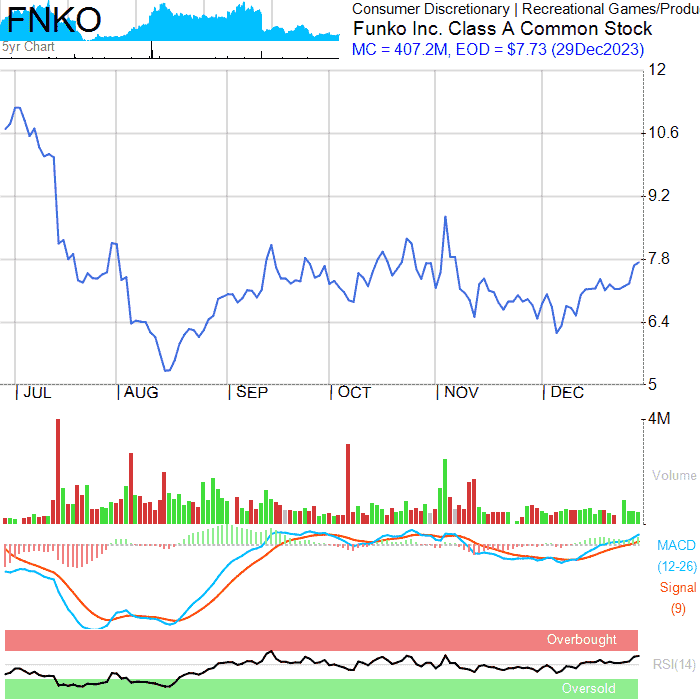 FNKO
5yr Chart
Consumer Discretionary | Recreational Games/Produ
Funko Inc. Class A Common Stock
MC = 407.2M, EOD = $7.73 (29Dec2023)
12
10.6
9.2
7.8
6.4
5
JUL AUG SEP OCT NOV DEC
4M
Volume
MACD
(12-26)
Signal
(9)
Overbought
RSI(14)
Oversold